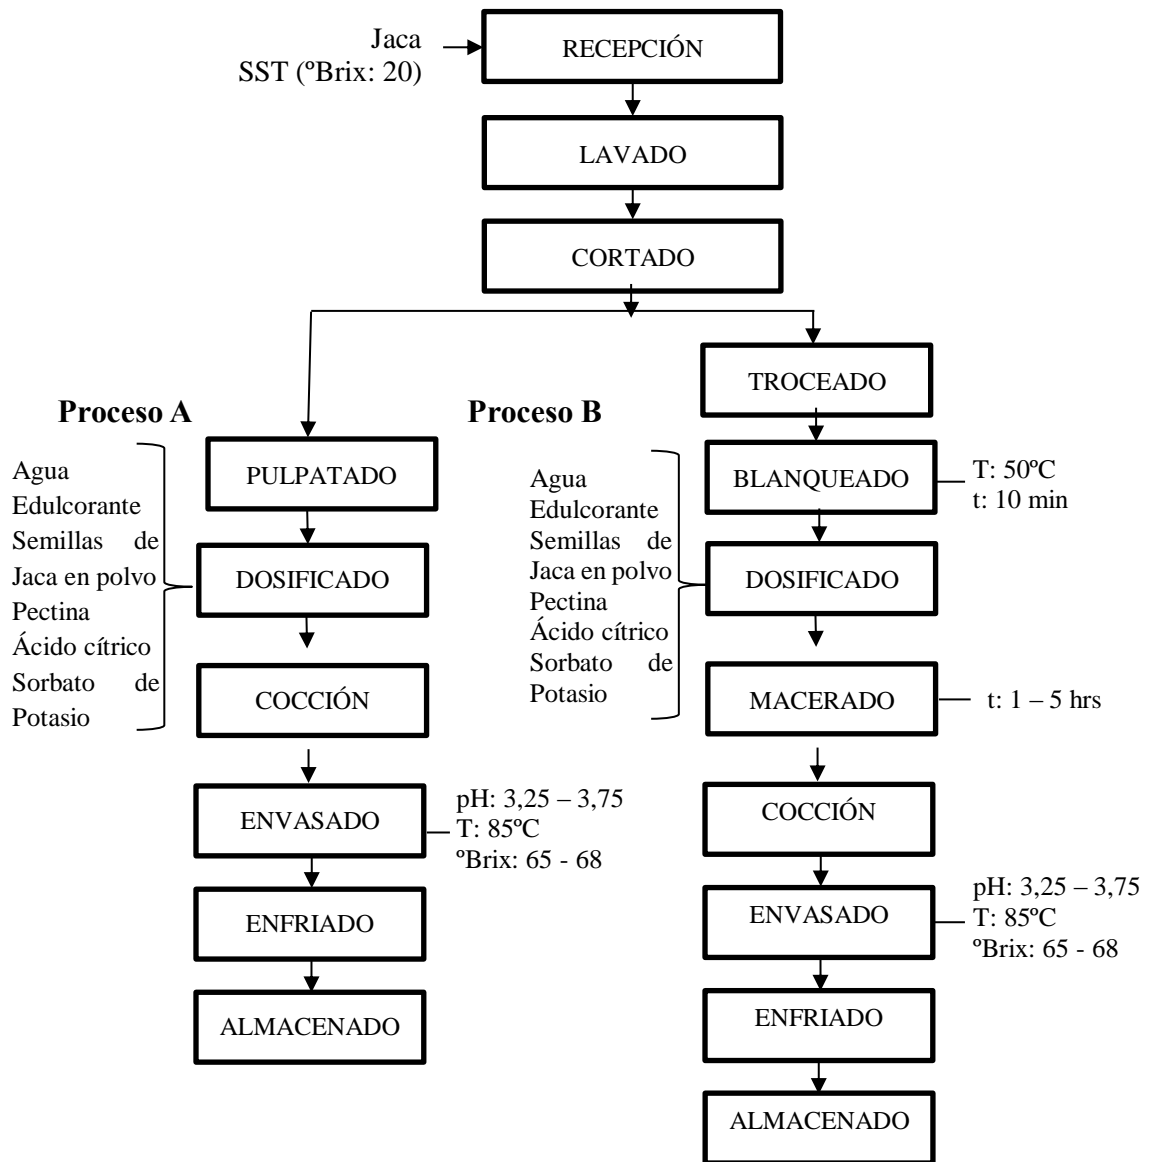 Jaca
SST (ºBrix: 20)
RECEPCIÓN
LAVADO
CORTADO
Proceso A
PULPATADO
Agua
Edulcorante
Semillas de
Jaca en polvo
Pectina
Ácido cítrico
Sorbato de
Potasio
DOSIFICADO
COCCIÓN
ENVASADO
pH: 3,25 – 3,75
T: 85ºC
ºBrix: 65 - 68
ENFRIADO
ALMACENADO
Proceso B
TROCEADO
BLANQUEADO
T: 50ºC
t: 10 min
Agua
Edulcorante
Semillas de
Jaca en polvo
Pectina
Ácido cítrico
Sorbato de
Potasio
DOSIFICADO
MACERADO
t: 1 – 5 hrs
COCCIÓN
ENVASADO
pH: 3,25 – 3,75
T: 85ºC
ºBrix: 65 - 68
ENFRIADO
ALMACENADO